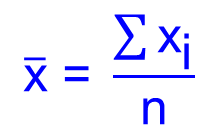 x̄ = ∑ xᵢ / n